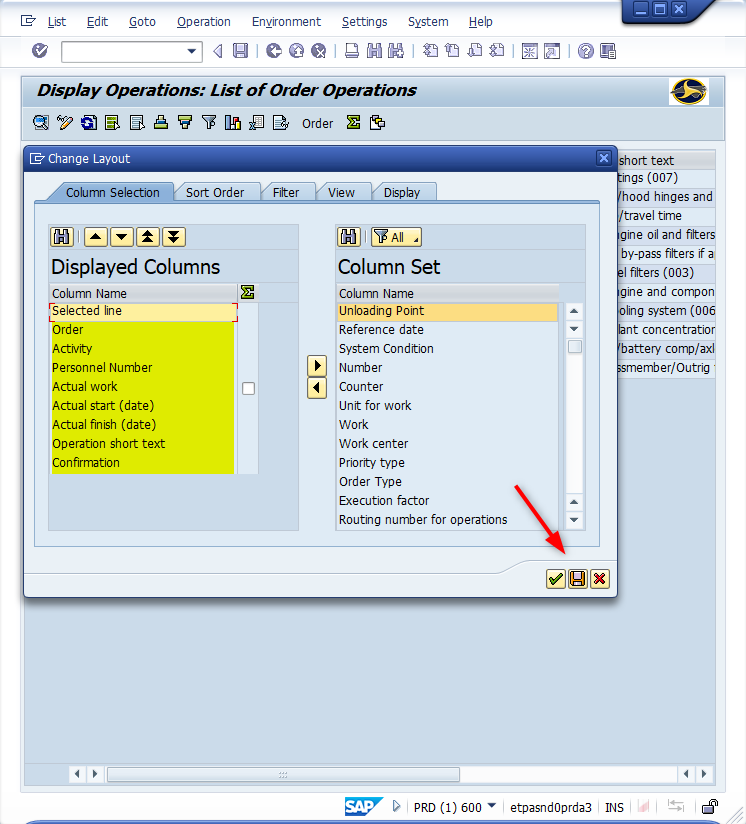 List Edit Goto Operation Environment Settings System Help
Display Operations: List of Order Operations
Order
Change Layout
short text
Column Selection Sort Order Filter View Display
tings (007)
/hood hinges and
/travel time
gine oil and filters
by-pass filters if a
el filters (003)
gine and compon
oling system (006
lant concentration
/battery comp/axl
ssmember/Outrig
All
Displayed Columns
Column Set
Column Name
Column Name
Selected line
Order
Activity
Personnel Number
Actual work
Actual start (date)
Actual finish (date)
Operation short text
Confirmation
Unloading Point
Reference date
System Condition
Number
Counter
Unit for work
Work
Work center
Priority type
Order Type
Execution factor
Routing number for operations
SAP PRD (1) 600 etpasnd0prda3 INS